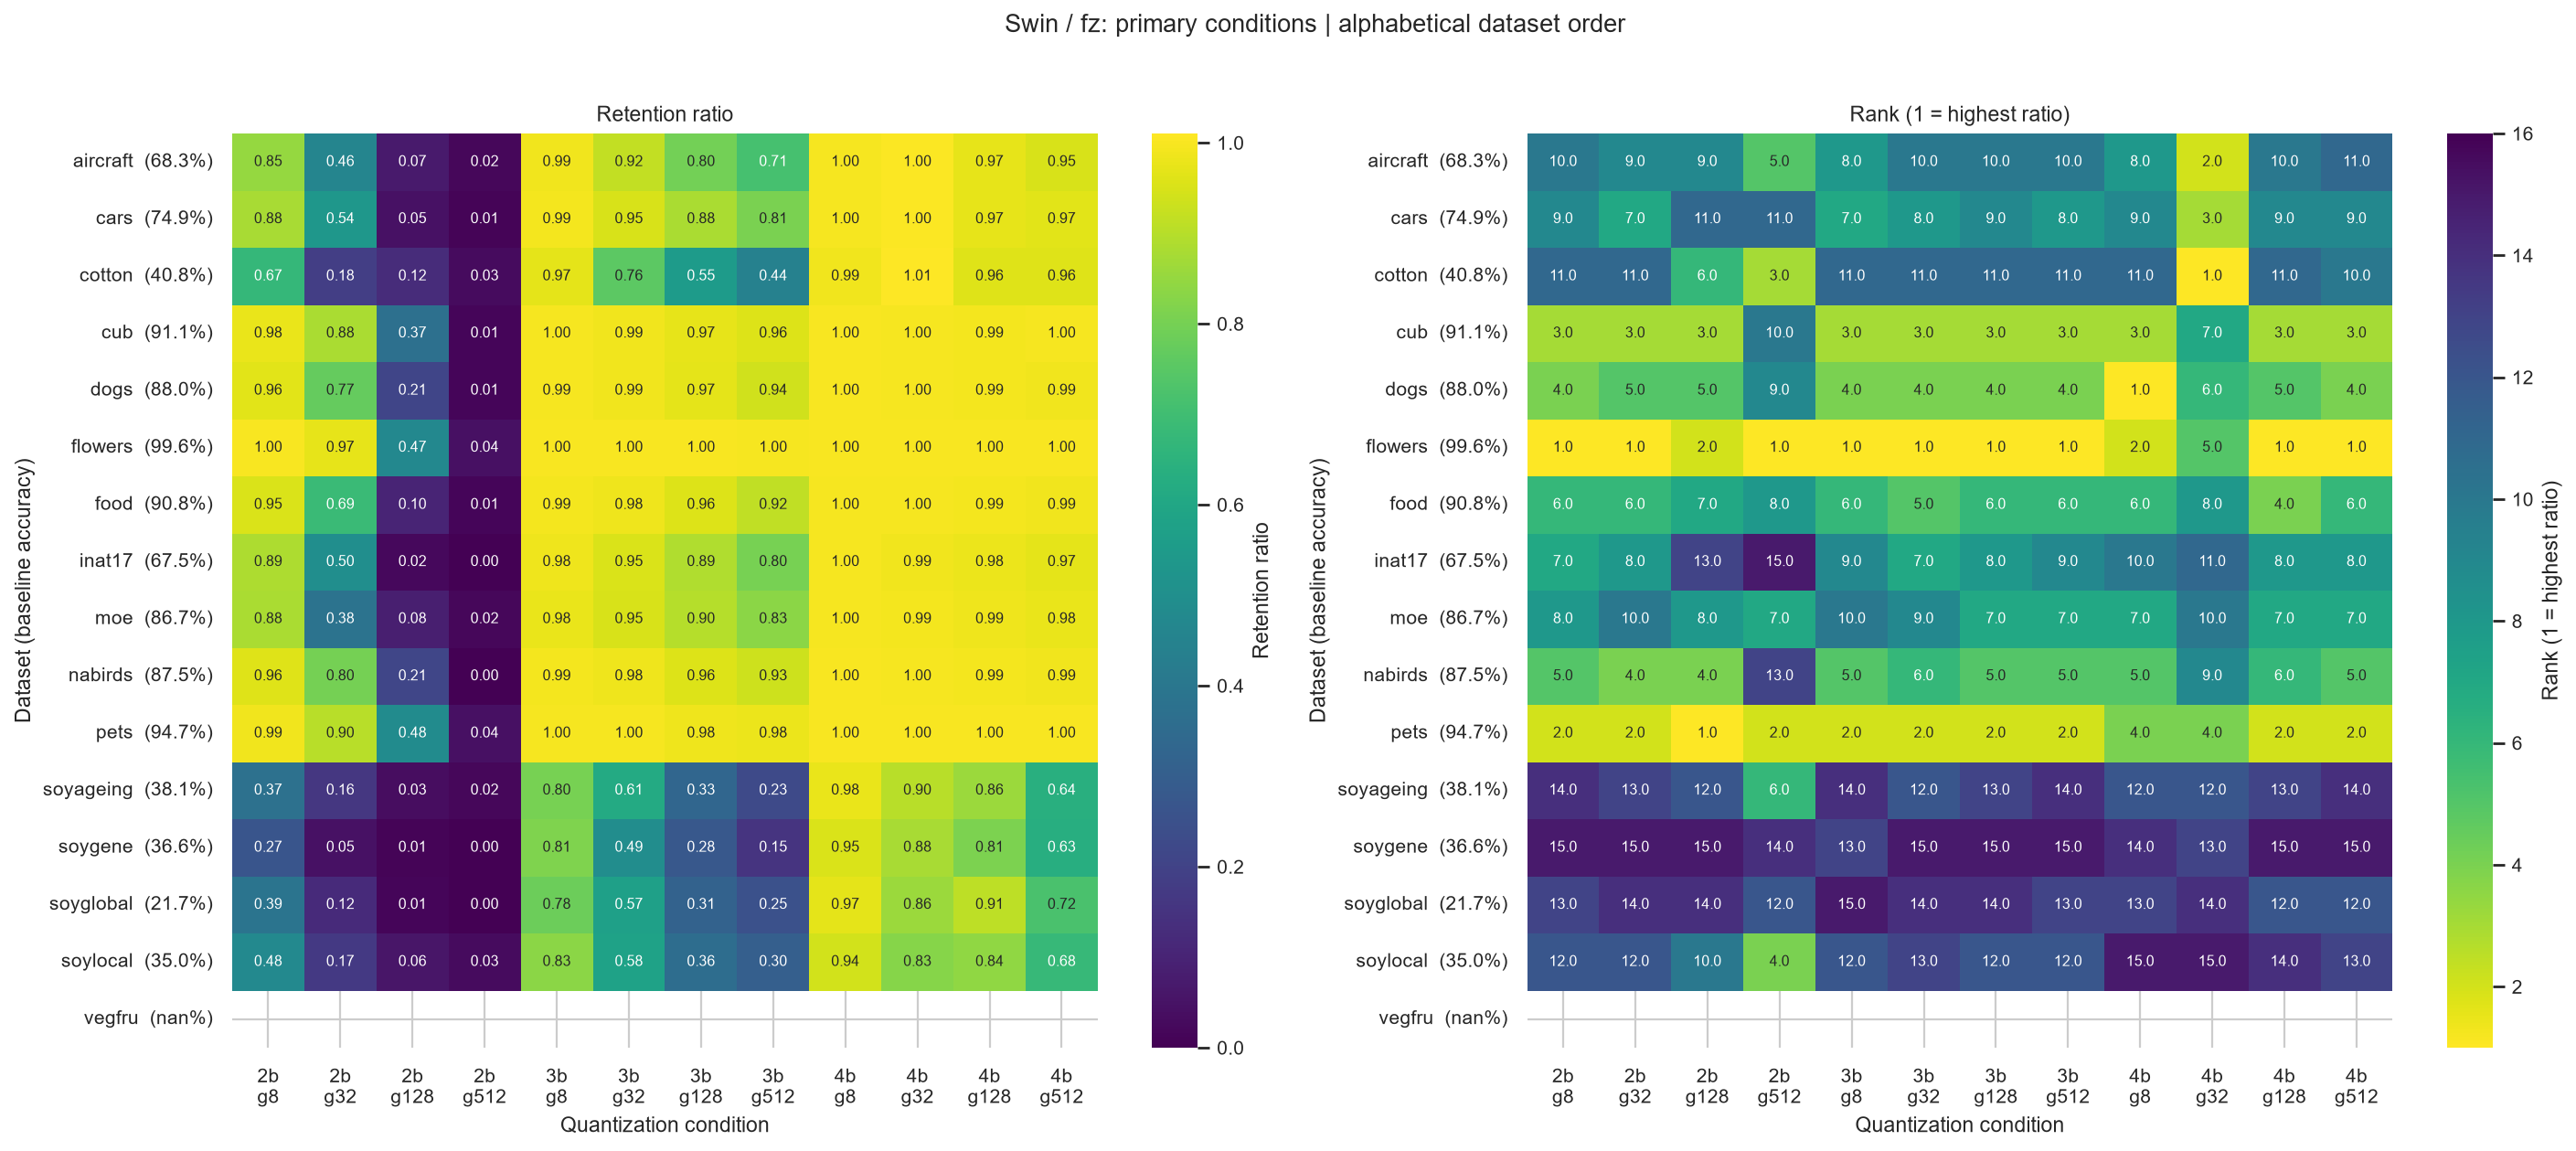 Swin / fz: primary conditions | alphabetical dataset order
Retention ratio
Dataset (baseline accuracy)
aircraft (68.3%) 0.85 0.46 0.07 0.02 0.99 0.92 0.80 0.71 1.00 1.00 0.97 0.95
cars (74.9%) 0.88 0.54 0.05 0.01 0.99 0.95 0.88 0.81 1.00 1.00 0.97 0.97
cotton (40.8%) 0.67 0.18 0.12 0.03 0.97 0.76 0.55 0.44 0.99 1.01 0.96 0.96
cub (91.1%) 0.98 0.88 0.37 0.01 1.00 0.99 0.97 0.96 1.00 1.00 0.99 1.00
dogs (88.0%) 0.96 0.77 0.21 0.01 0.99 0.99 0.97 0.94 1.00 1.00 0.99 0.99
flowers (99.6%) 1.00 0.97 0.47 0.04 1.00 1.00 1.00 1.00 1.00 1.00 1.00 1.00
food (90.8%) 0.95 0.69 0.10 0.01 0.99 0.98 0.96 0.92 1.00 1.00 0.99 0.99
inat17 (67.5%) 0.89 0.50 0.02 0.00 0.98 0.95 0.89 0.80 1.00 0.99 0.98 0.97
moe (86.7%) 0.88 0.38 0.08 0.02 0.98 0.95 0.90 0.83 1.00 0.99 0.99 0.98
nabirds (87.5%) 0.96 0.80 0.21 0.00 0.99 0.98 0.96 0.93 1.00 1.00 0.99 0.99
pets (94.7%) 0.99 0.90 0.48 0.04 1.00 1.00 0.98 0.98 1.00 1.00 1.00 1.00
soyageing (38.1%) 0.37 0.16 0.03 0.02 0.80 0.61 0.33 0.23 0.98 0.90 0.86 0.64
soygene (36.6%) 0.27 0.05 0.01 0.00 0.81 0.49 0.28 0.15 0.95 0.88 0.81 0.63
soyglobal (21.7%) 0.39 0.12 0.01 0.00 0.78 0.57 0.31 0.25 0.97 0.86 0.91 0.72
soylocal (35.0%) 0.48 0.17 0.06 0.03 0.83 0.58 0.36 0.30 0.94 0.83 0.84 0.68
vegfru (nan%)
2b 2b 2b 2b 3b 3b 3b 3b 4b 4b 4b 4b
g8 g32 g128 g512 g8 g32 g128 g512 g8 g32 g128 g512
Quantization condition
1.0
0.8
0.6
0.4
0.2
0.0
Retention ratio
Rank (1 = highest ratio)
Dataset (baseline accuracy)
aircraft (68.3%) 10.0 9.0 9.0 5.0 8.0 10.0 10.0 10.0 8.0 2.0 10.0 11.0
cars (74.9%) 9.0 7.0 11.0 11.0 7.0 8.0 9.0 8.0 9.0 3.0 9.0 9.0
cotton (40.8%) 11.0 11.0 6.0 3.0 11.0 11.0 11.0 11.0 11.0 1.0 11.0 10.0
cub (91.1%) 3.0 3.0 3.0 10.0 3.0 3.0 3.0 3.0 3.0 7.0 3.0 3.0
dogs (88.0%) 4.0 5.0 5.0 9.0 4.0 4.0 4.0 4.0 1.0 6.0 5.0 4.0
flowers (99.6%) 1.0 1.0 2.0 1.0 1.0 1.0 1.0 1.0 2.0 5.0 1.0 1.0
food (90.8%) 6.0 6.0 7.0 8.0 6.0 5.0 6.0 6.0 6.0 8.0 4.0 6.0
inat17 (67.5%) 7.0 8.0 13.0 15.0 9.0 7.0 8.0 9.0 10.0 11.0 8.0 8.0
moe (86.7%) 8.0 10.0 8.0 7.0 10.0 9.0 7.0 7.0 7.0 10.0 7.0 7.0
nabirds (87.5%) 5.0 4.0 4.0 13.0 5.0 6.0 5.0 5.0 5.0 9.0 6.0 5.0
pets (94.7%) 2.0 2.0 1.0 2.0 2.0 2.0 2.0 2.0 4.0 4.0 2.0 2.0
soyageing (38.1%) 14.0 13.0 12.0 6.0 14.0 12.0 13.0 14.0 12.0 12.0 13.0 14.0
soygene (36.6%) 15.0 15.0 15.0 14.0 13.0 15.0 15.0 15.0 14.0 13.0 15.0 15.0
soyglobal (21.7%) 13.0 14.0 14.0 12.0 15.0 14.0 14.0 13.0 13.0 14.0 12.0 12.0
soylocal (35.0%) 12.0 12.0 10.0 4.0 12.0 13.0 12.0 12.0 15.0 15.0 14.0 13.0
vegfru (nan%)
2b 2b 2b 2b 3b 3b 3b 3b 4b 4b 4b 4b
g8 g32 g128 g512 g8 g32 g128 g512 g8 g32 g128 g512
Quantization condition
16
14
12
10
8
6
4
2
Rank (1 = highest ratio)